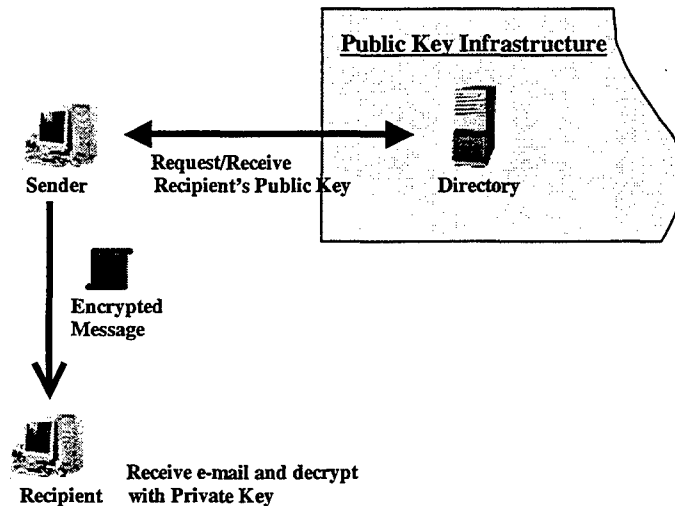 Public Key Infrastructure
Request/Receive
Recipient's Public Key
Sender
Directory
Encrypted
Message
Receive e-mail and decrypt
with Private Key
Recipient